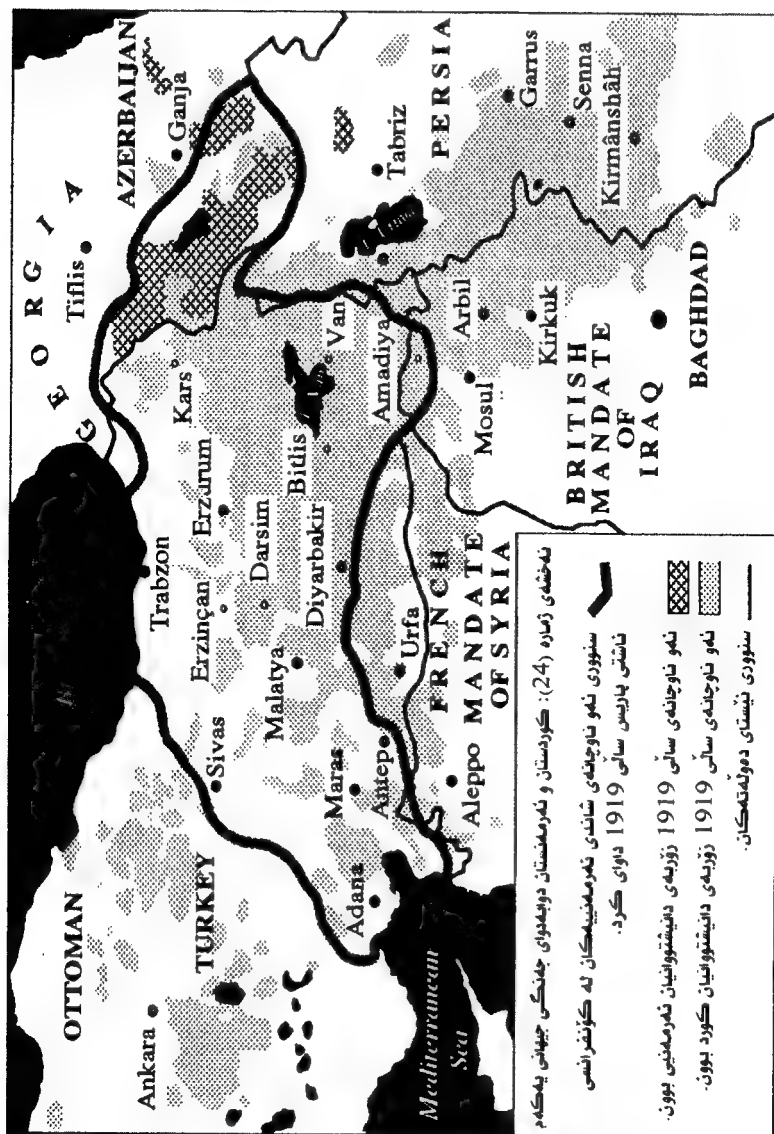 GEORGIA
Tiflis
AZERBAIJAN
Ganja
OTTOMAN
TURKEY
Ankara
Sivas
Trabzon
Erzinçan
Erzurum
Kars
Darsim
Malatya
Maras
Adana
Antep
Diyarbakir
Bitlis
Van
Urfa
Amadiya
Tabriz
PERSIA
Garrus
Senna
Kirmânshâh
Arbil
Kirkuk
Mosul
Aleppo
FRENCH
MANDATE
OF SYRIA
BRITISH
MANDATE
OF
IRAQ
BAGHDAD
Mediterranean
Sea
نەخشەی ژمارە (24): کوردستان و ئەرمەنستان دوابەدوای جەنگی جیهانی یەکەم
سنووری ئەو ناوچانەی شاندی ئەرمەنییەکان لە کۆنفرانسی
ئاشتی پاریس ساڵی 1919 داوای کرد.
ئەو ناوچانەی ساڵی 1919 زۆربەی دانیشتووانیان ئەرمەنیی بوون.
ئەو ناوچانەی ساڵی 1919 زۆربەی دانیشتووانیان کورد بوون.
سنووری ئێستای دەوڵەتەکان.